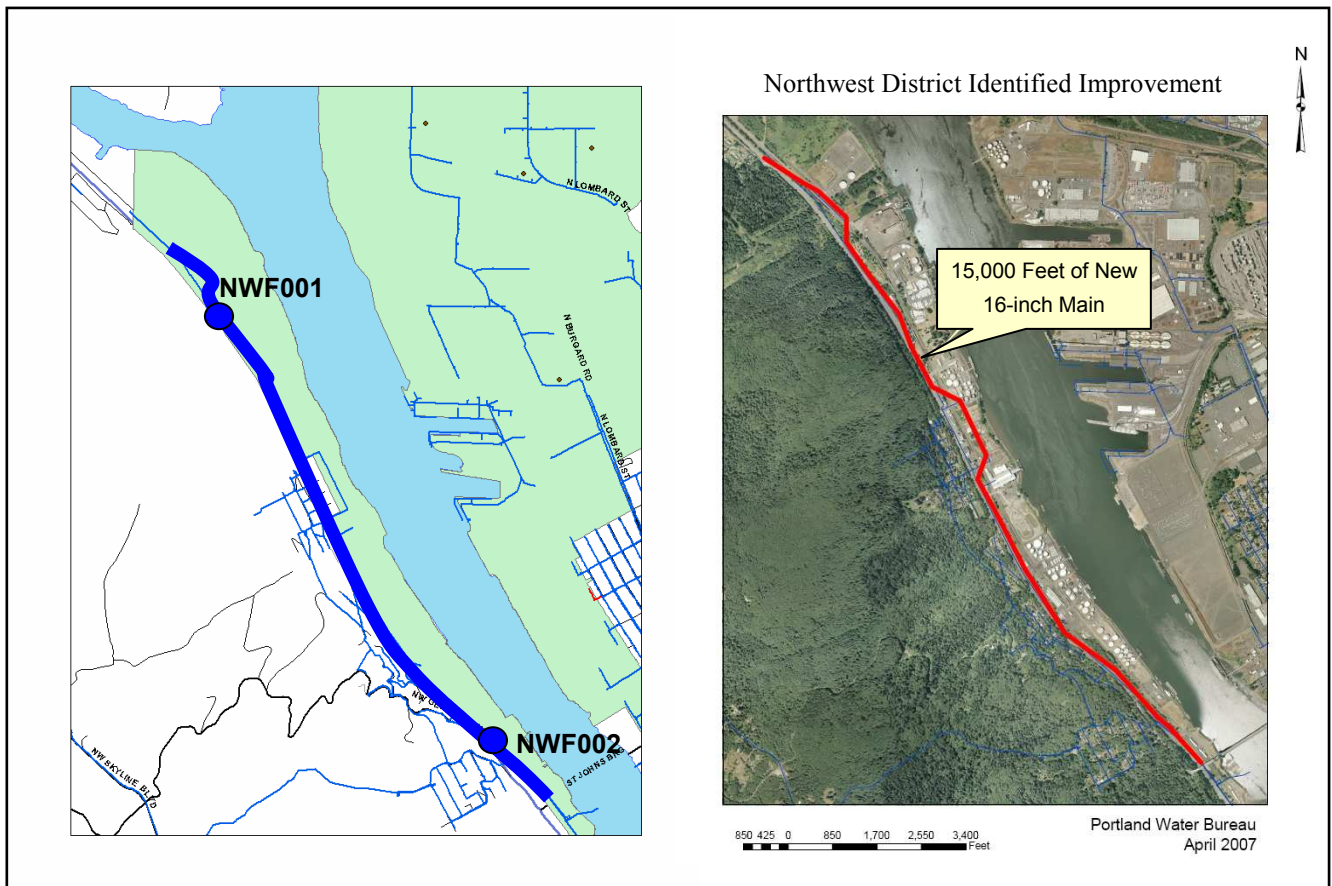 N
Northwest District Identified Improvement
N LOMBARD ST
NWF001
N BURGARD RD
N LOMBARD ST
NWF002
ST JOHNS BRG
NW SKYLINE BLVD
15,000 Feet of New
16-inch Main
850 425 0 850 1,700 2,550 3,400
Feet
Portland Water Bureau
April 2007